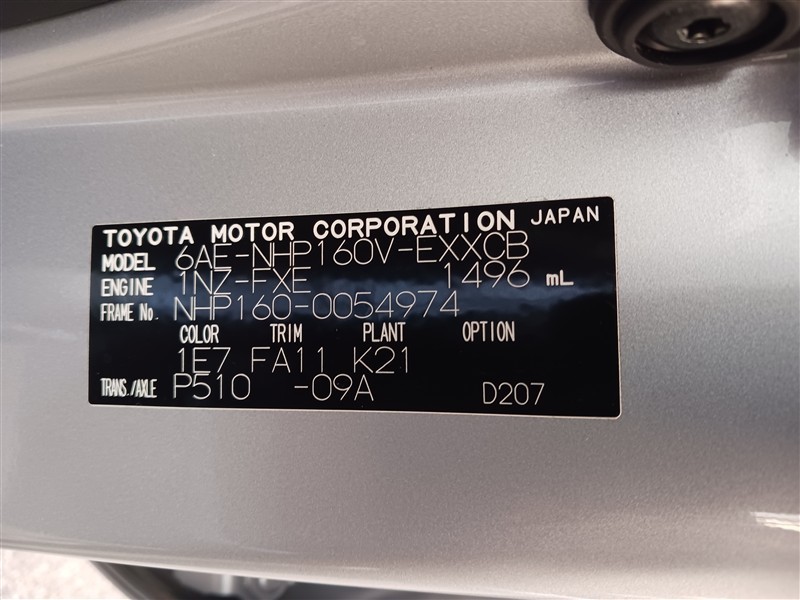 TOYOTA MOTOR CORPORATION JAPAN
MODEL 6AE-NHP160V-EXXCB
ENGINE 1NZ-FXE 1496 mL
FRAME No. NHP160-0054974
COLOR TRIM PLANT OPTION
1E7 FA11 K21
TRANS./AXLE P510 -09A D207